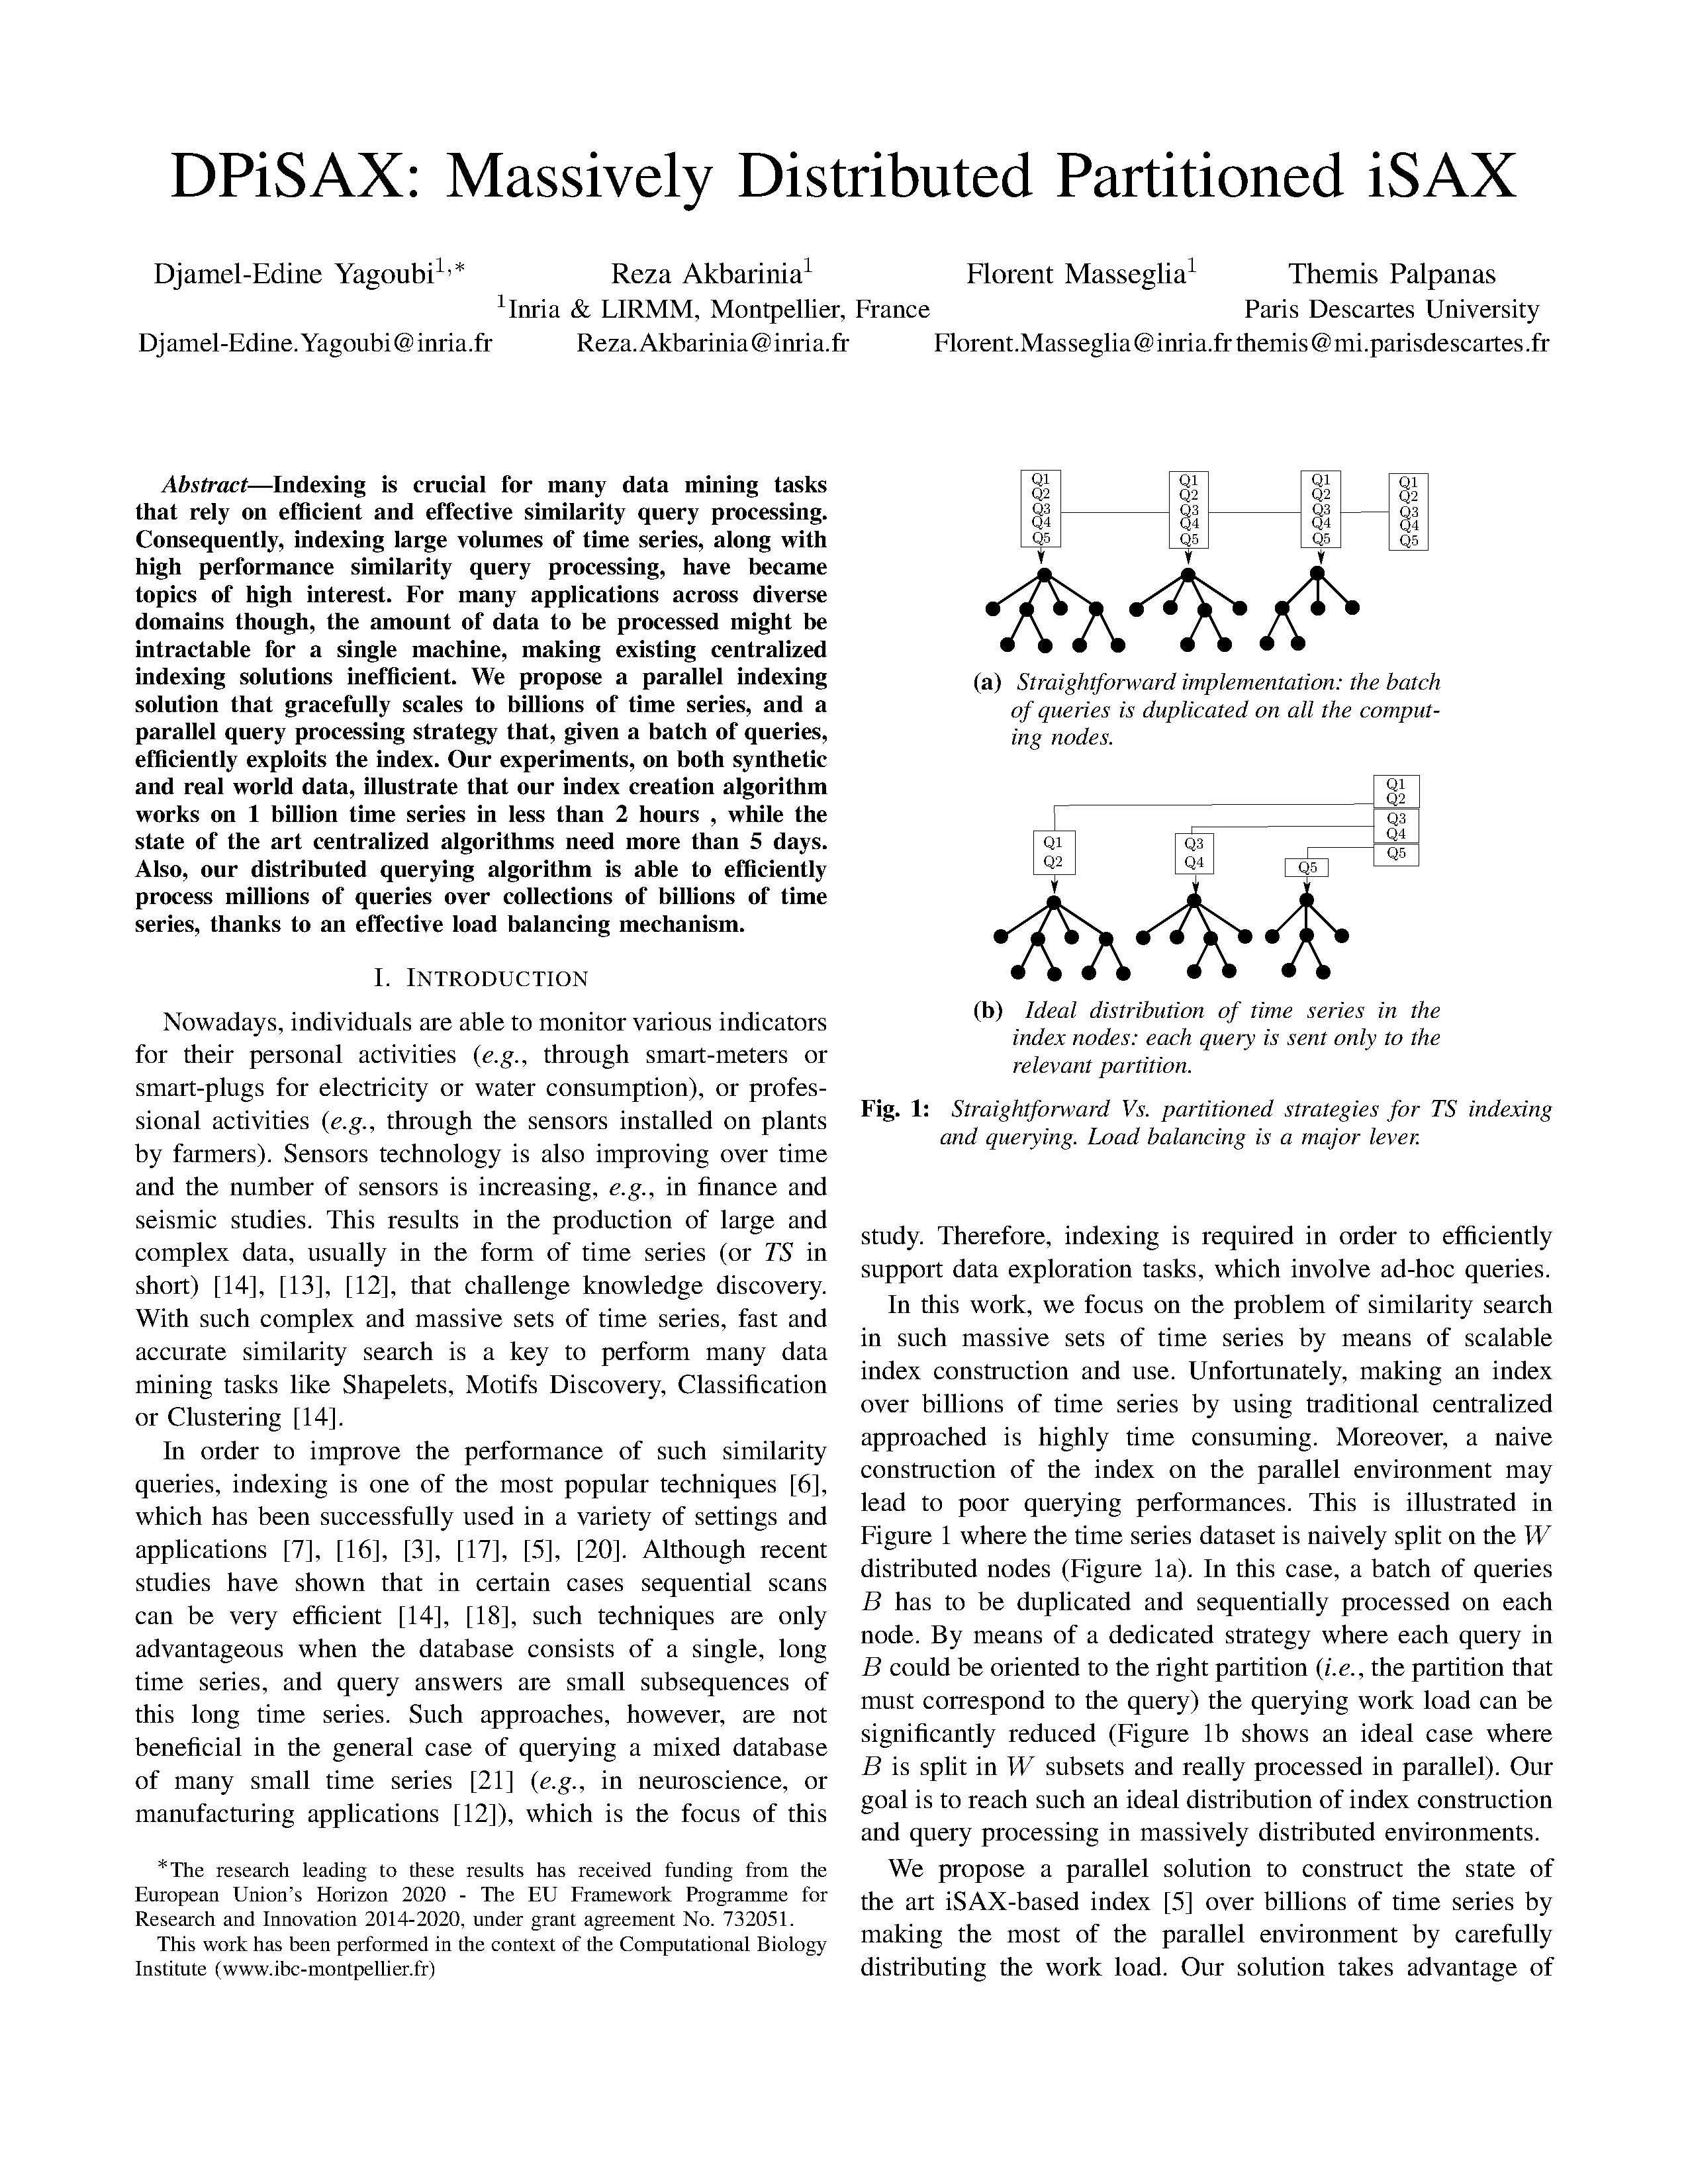 DPiSAX: Massively Distributed Partitioned iSAX
Djamel-Edine Yagoubi1,* Reza Akbarinia1 Florent Masseglia1 Themis Palpanas
1Inria & LIRMM, Montpellier, France Paris Descartes University
Djamel-Edine.Yagoubi@inria.fr Reza.Akbarinia@inria.fr Florent.Masseglia@inria.fr themis@mi.parisdescartes.fr
Abstract—Indexing is crucial for many data mining tasks
that rely on efficient and effective similarity query processing.
Consequently, indexing large volumes of time series, along with
high performance similarity query processing, have became
topics of high interest. For many applications across diverse
domains though, the amount of data to be processed might be
intractable for a single machine, making existing centralized
indexing solutions inefficient. We propose a parallel indexing
solution that gracefully scales to billions of time series, and a
parallel query processing strategy that, given a batch of queries,
efficiently exploits the index. Our experiments, on both synthetic
and real world data, illustrate that our index creation algorithm
works on 1 billion time series in less than 2 hours , while the
state of the art centralized algorithms need more than 5 days.
Also, our distributed querying algorithm is able to efficiently
process millions of queries over collections of billions of time
series, thanks to an effective load balancing mechanism.
I. INTRODUCTION
Nowadays, individuals are able to monitor various indicators
for their personal activities (e.g., through smart-meters or
smart-plugs for electricity or water consumption), or profes-
sional activities (e.g., through the sensors installed on plants
by farmers). Sensors technology is also improving over time
and the number of sensors is increasing, e.g., in finance and
seismic studies. This results in the production of large and
complex data, usually in the form of time series (or TS in
short) [14], [13], [12], that challenge knowledge discovery.
With such complex and massive sets of time series, fast and
accurate similarity search is a key to perform many data
mining tasks like Shapelets, Motifs Discovery, Classification
or Clustering [14].
In order to improve the performance of such similarity
queries, indexing is one of the most popular techniques [6],
which has been successfully used in a variety of settings and
applications [7], [16], [3], [17], [5], [20]. Although recent
studies have shown that in certain cases sequential scans
can be very efficient [14], [18], such techniques are only
advantageous when the database consists of a single, long
time series, and query answers are small subsequences of
this long time series. Such approaches, however, are not
beneficial in the general case of querying a mixed database
of many small time series [21] (e.g., in neuroscience, or
manufacturing applications [12]), which is the focus of this
*The research leading to these results has received funding from the
European Union's Horizon 2020 - The EU Framework Programme for
Research and Innovation 2014-2020, under grant agreement No. 732051.
This work has been performed in the context of the Computational Biology
Institute (www.ibc-montpellier.fr)
Q1 Q1 Q1 Q1
Q2 Q2 Q2 Q2
Q3 Q3 Q3 Q3
Q4 Q4 Q4 Q4
Q5 Q5 Q5 Q5
(a) Straightforward implementation: the batch
of queries is duplicated on all the comput-
ing nodes.
Q1
Q2
Q3
Q4
Q5
Q1
Q2
Q3
Q4
Q5
(b) Ideal distribution of time series in the
index nodes: each query is sent only to the
relevant partition.
Fig. 1: Straightforward Vs. partitioned strategies for TS indexing
and querying. Load balancing is a major lever.
study. Therefore, indexing is required in order to efficiently
support data exploration tasks, which involve ad-hoc queries.
In this work, we focus on the problem of similarity search
in such massive sets of time series by means of scalable
index construction and use. Unfortunately, making an index
over billions of time series by using traditional centralized
approached is highly time consuming. Moreover, a naive
construction of the index on the parallel environment may
lead to poor querying performances. This is illustrated in
Figure 1 where the time series dataset is naively split on the W
distributed nodes (Figure 1a). In this case, a batch of queries
B has to be duplicated and sequentially processed on each
node. By means of a dedicated strategy where each query in
B could be oriented to the right partition (i.e., the partition that
must correspond to the query) the querying work load can be
significantly reduced (Figure 1b shows an ideal case where
B is split in W subsets and really processed in parallel). Our
goal is to reach such an ideal distribution of index construction
and query processing in massively distributed environments.
We propose a parallel solution to construct the state of
the art iSAX-based index [5] over billions of time series by
making the most of the parallel environment by carefully
distributing the work load. Our solution takes advantage of